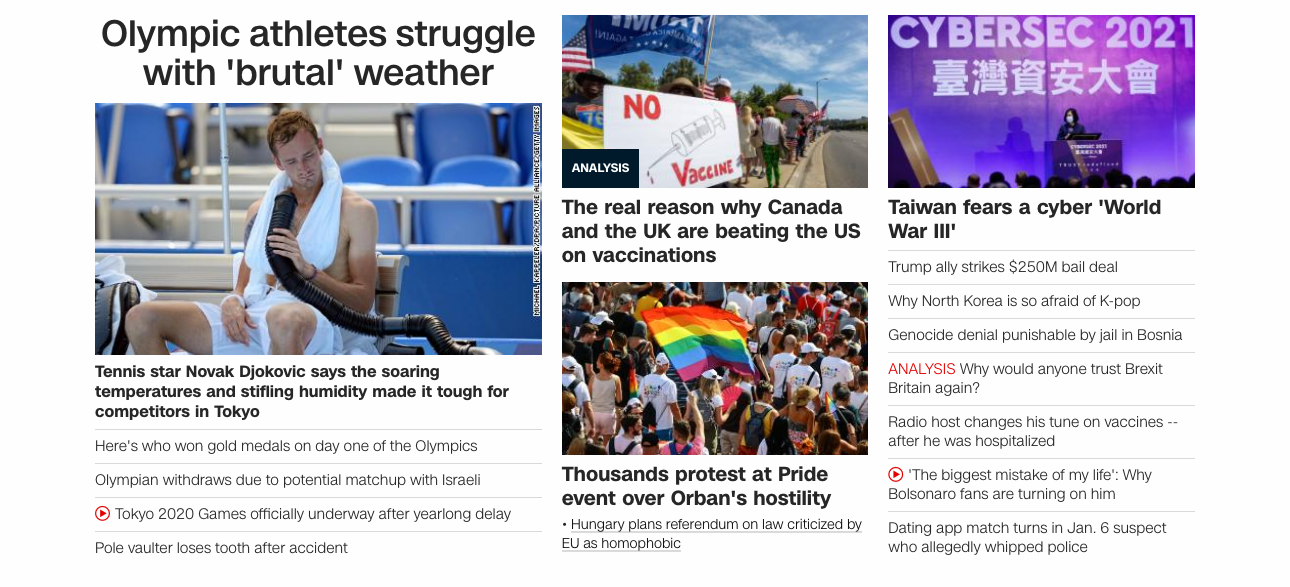 Olympic athletes struggle
with 'brutal' weather
MICHAEL KAPPELER/DPA/PICTURE ALLIANCE/GETTY IMAGES
Tennis star Novak Djokovic says the soaring
temperatures and stifling humidity made it tough for
competitors in Tokyo
Here's who won gold medals on day one of the Olympics
Olympian withdraws due to potential matchup with Israeli
Tokyo 2020 Games officially underway after yearlong delay
Pole vaulter loses tooth after accident
NO
VACCINE
ANALYSIS
The real reason why Canada
and the UK are beating the US
on vaccinations
Thousands protest at Pride
event over Orban's hostility
• Hungary plans referendum on law criticized by
EU as homophobic
CYBERSEC 2021
臺灣資安大會
CYBERSEC 2021
臺灣資安大會
Taiwan fears a cyber 'World
War III'
Trump ally strikes $250M bail deal
Why North Korea is so afraid of K-pop
Genocide denial punishable by jail in Bosnia
ANALYSIS Why would anyone trust Brexit
Britain again?
Radio host changes his tune on vaccines --
after he was hospitalized
'The biggest mistake of my life': Why
Bolsonaro fans are turning on him
Dating app match turns in Jan. 6 suspect
who allegedly whipped police